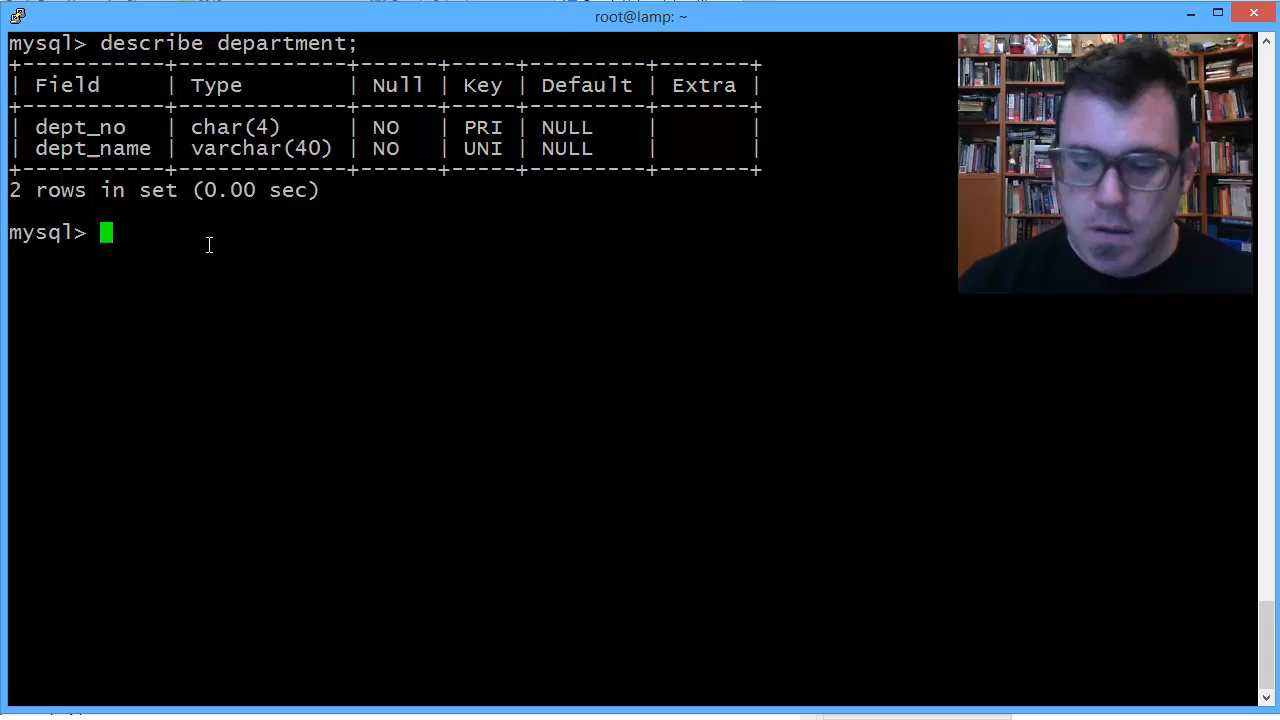 root@lamp: ~
mysql> describe department;
+------------+-------------+------+-----+---------+-------+
| Field      | Type        | Null | Key | Default | Extra |
+------------+-------------+------+-----+---------+-------+
| dept_no    | char(4)     | NO   | PRI | NULL    |       |
| dept_name  | varchar(40) | NO   | UNI | NULL    |       |
+------------+-------------+------+-----+---------+-------+
2 rows in set (0.00 sec)
mysql>